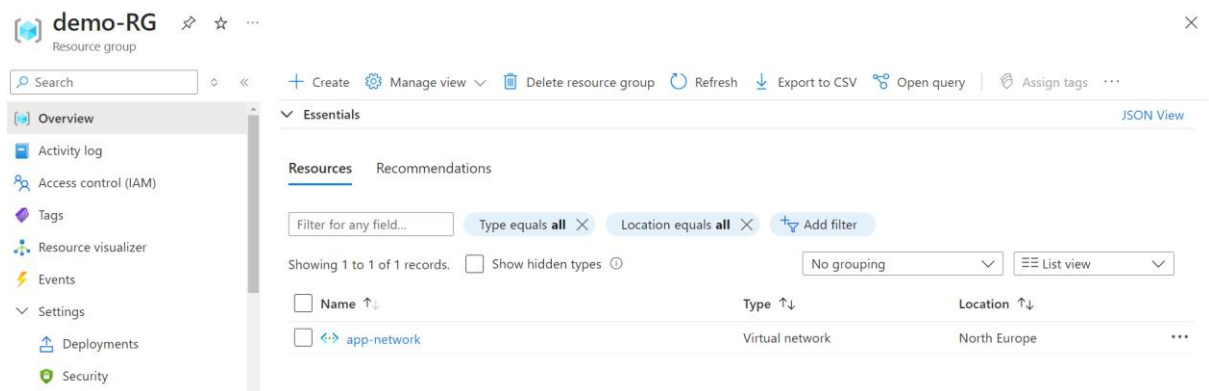 demo-RG
Resource group
Search
Create Manage view Delete resource group Refresh Export to CSV Open query Assign tags
Overview
Activity log
Access control (IAM)
Tags
Resource visualizer
Events
Settings
Deployments
Security
Essentials JSON View
Resources Recommendations
Filter for any field... Type equals all Location equals all Add filter
Showing 1 to 1 of 1 records. Show hidden types No grouping List view
Name Type Location
app-network Virtual network North Europe